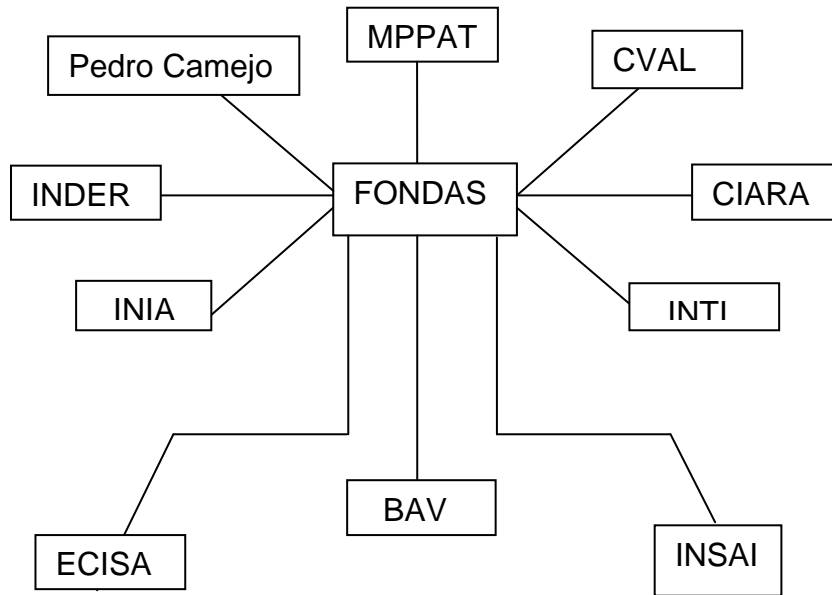 MPPAT
Pedro Camejo
CVAL
INDER
FONDAS
CIARA
INIA
INTI
BAV
ECISA
INSAI